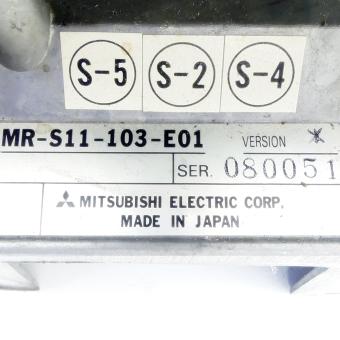 S-5 S-2 S-4
MR-S11-103-E01 VERSION
SER. 080051
MITSUBISHI ELECTRIC CORP.
MADE IN JAPAN